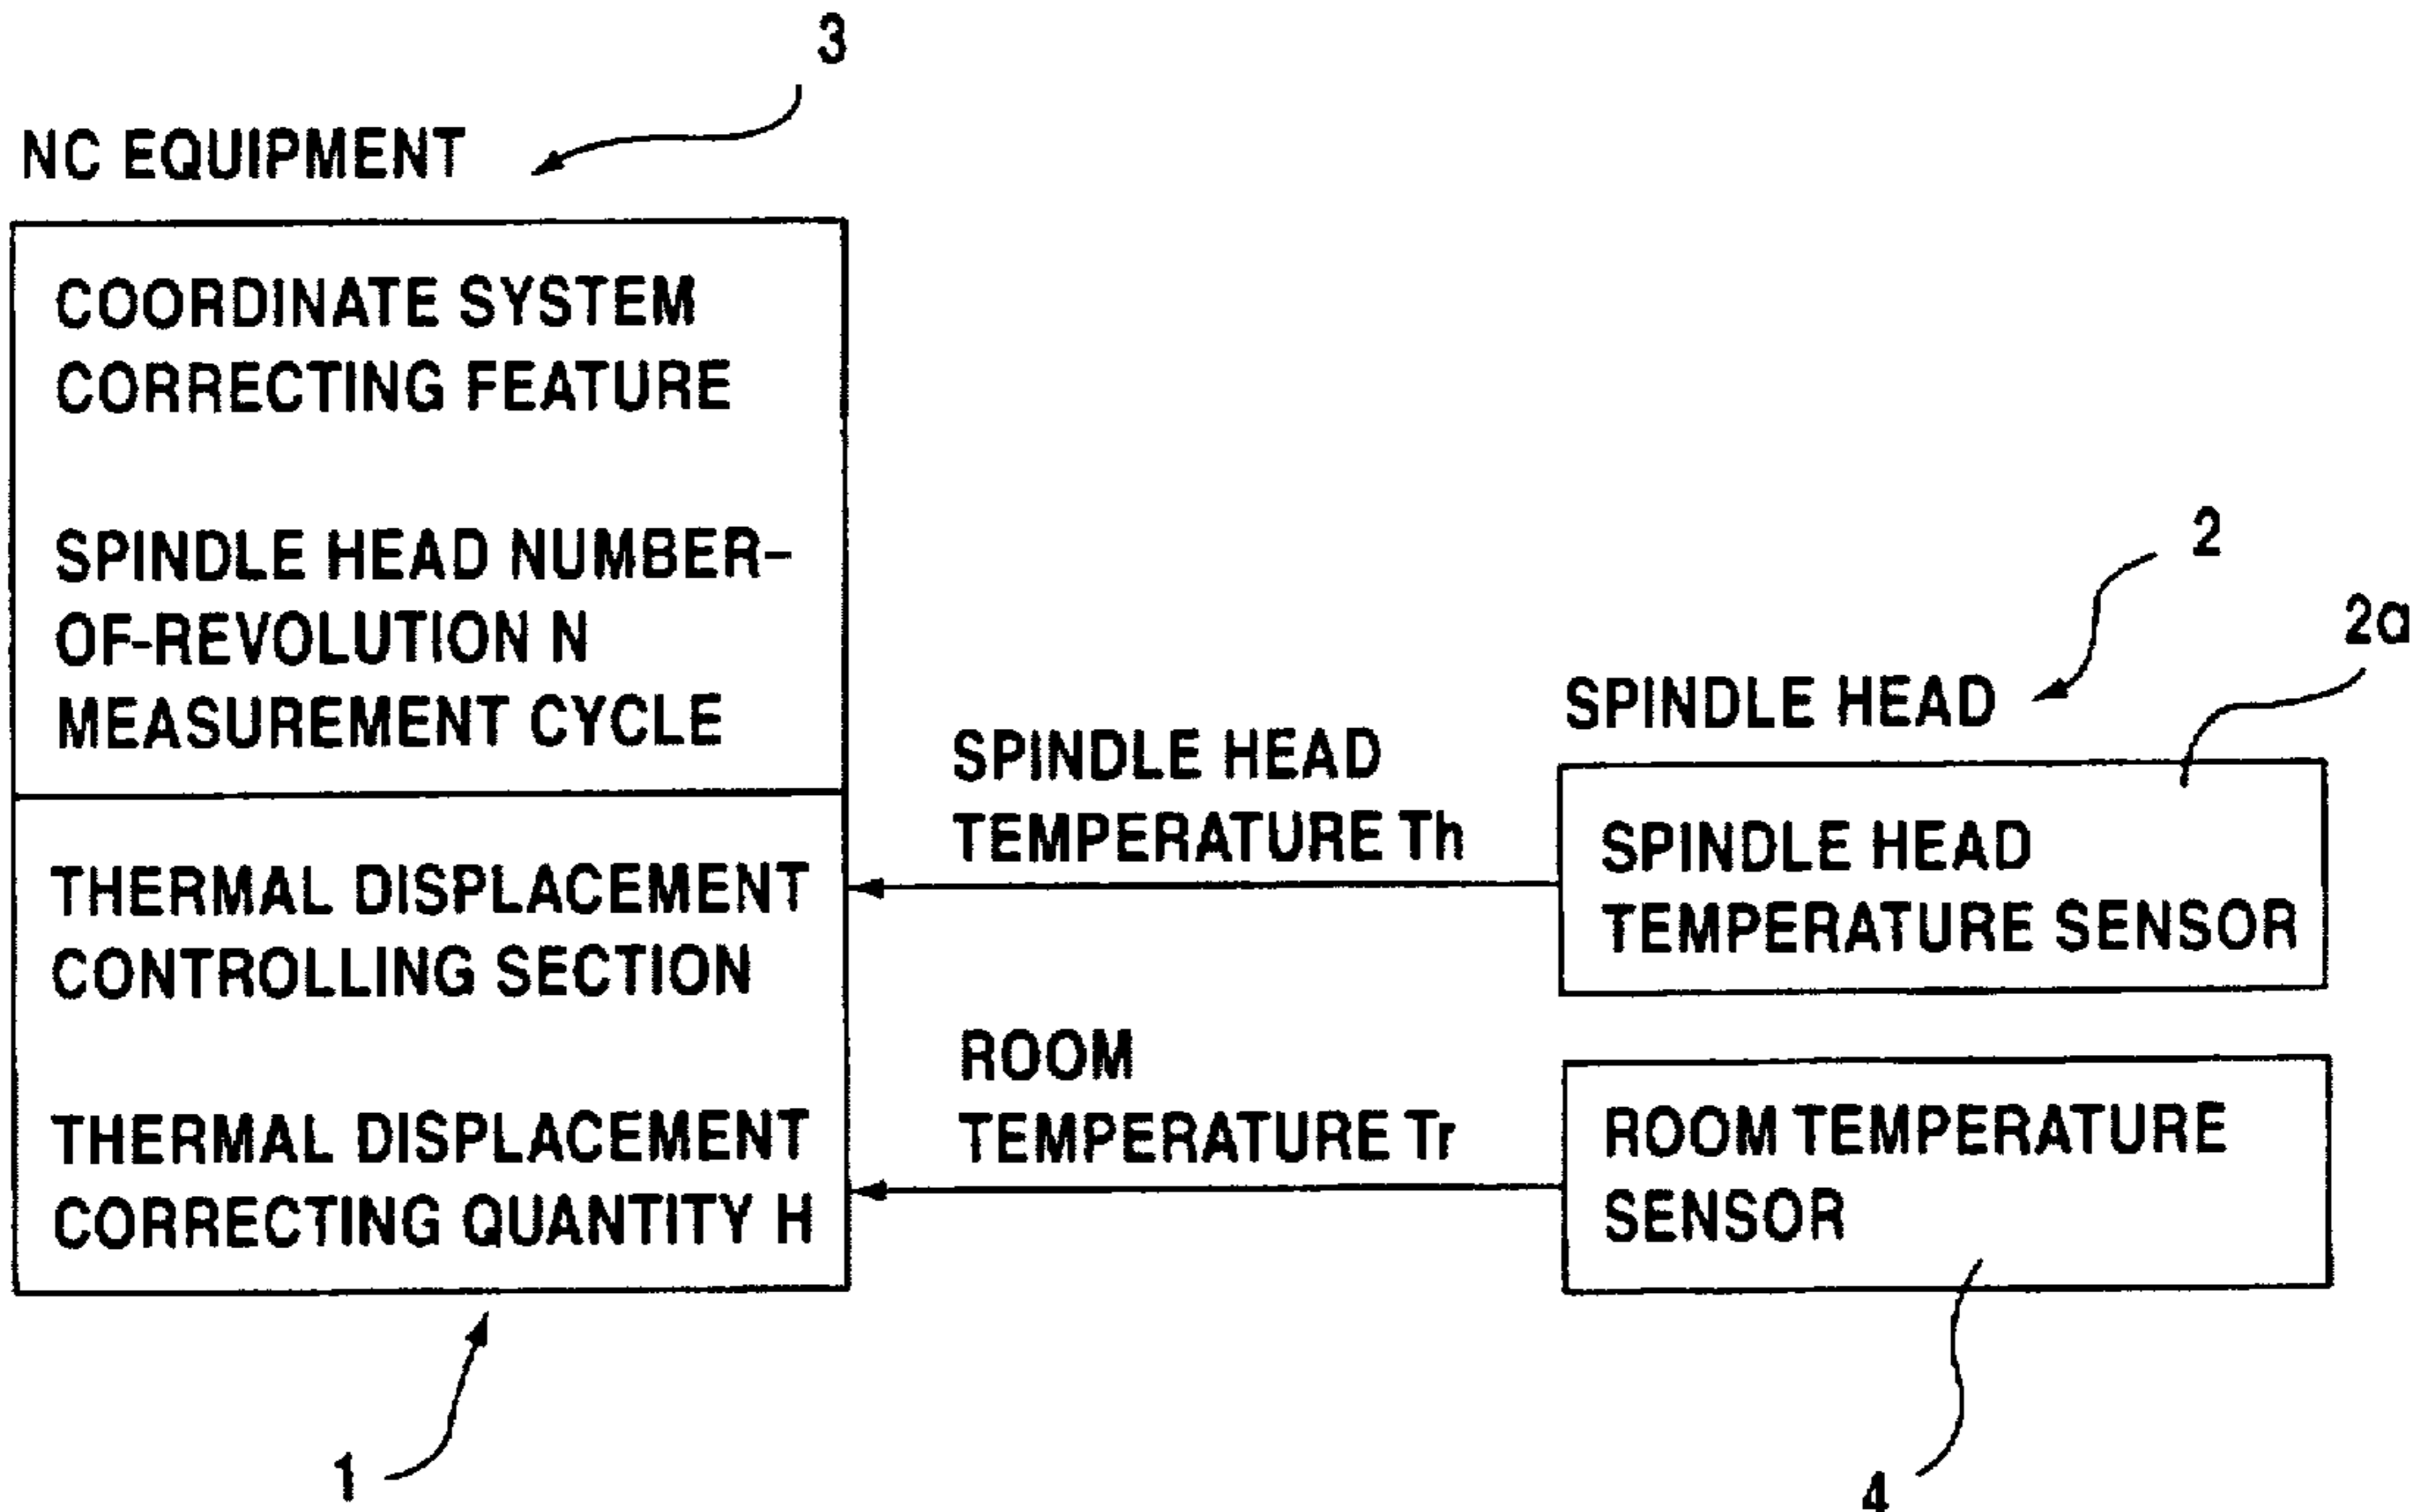 3
NC EQUIPMENT
COORDINATE SYSTEM
CORRECTING FEATURE
SPINDLE HEAD NUMBER-
OF-REVOLUTION N
MEASUREMENT CYCLE
THERMAL DISPLACEMENT
CONTROLLING SECTION
THERMAL DISPLACEMENT
CORRECTING QUANTITY H
1
SPINDLE HEAD
TEMPERATURE Th
ROOM
TEMPERATURE Tr
2
2a
SPINDLE HEAD
SPINDLE HEAD
TEMPERATURE SENSOR
ROOM TEMPERATURE
SENSOR
4